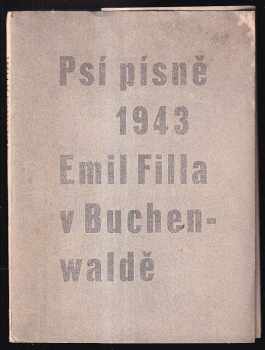 Psí písně
1943
Emil Filla
v Buchen-
waldě